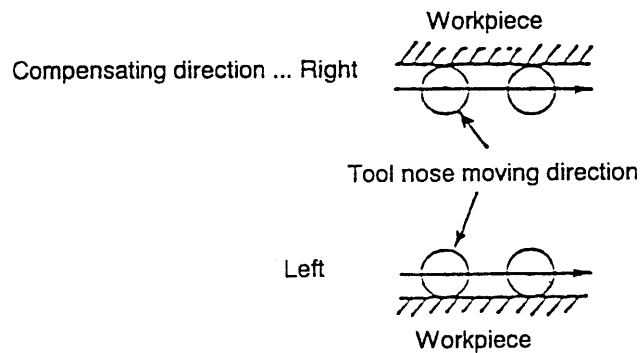 Workpiece
Compensating direction ... Right
Tool nose moving direction
Left
Workpiece